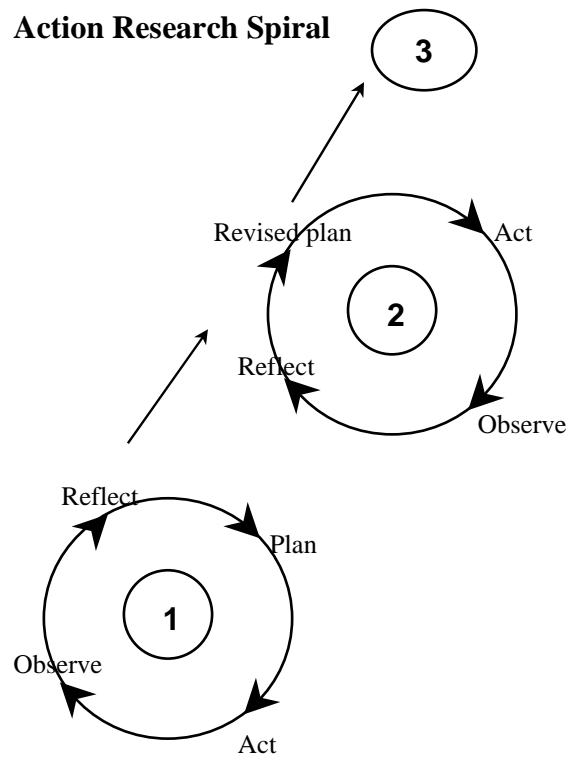 Action Research Spiral
3
Revised plan
Act
2
Reflect
Observe
Reflect
Plan
1
Observe
Act